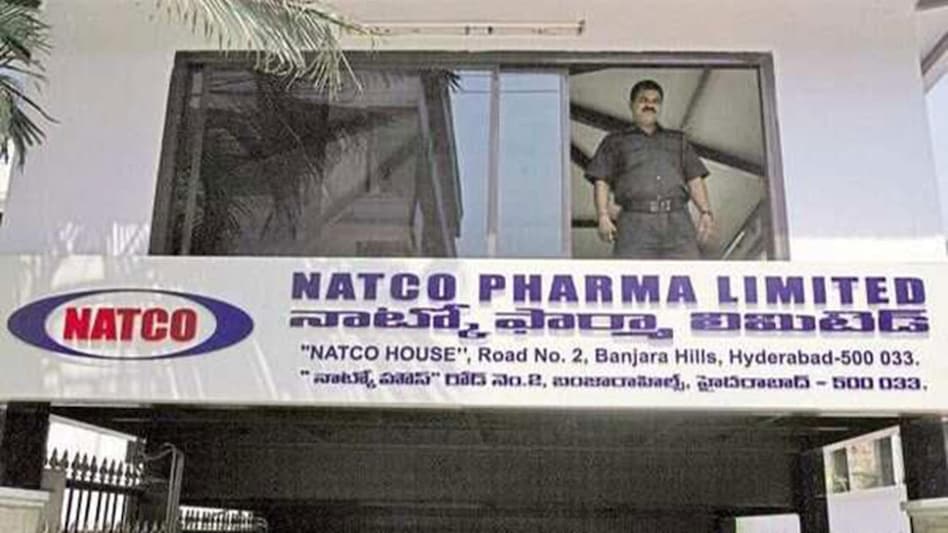 NATCO
NATCO PHARMA LIMITED
నాట్కో ఫార్మా లిమిటెడ్
"NATCO HOUSE", Road No. 2, Banjara Hills, Hyderabad-500 033.
" నాట్కో హౌస్" రోడ్ నెం.2, బంజారాహిల్స్, హైదరాబాద్ - 500 033.